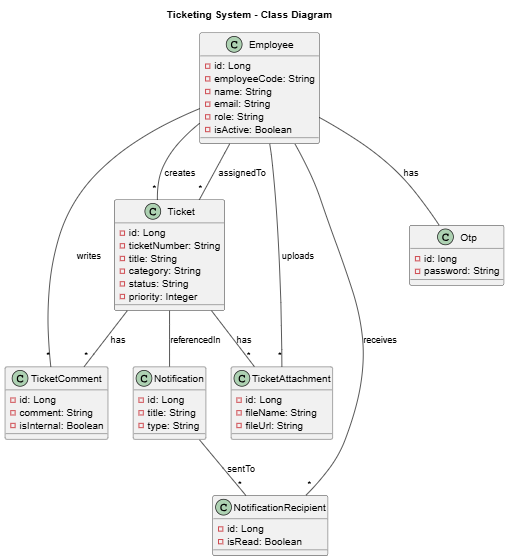 Ticketing System - Class Diagram
C Employee
id: Long
employeeCode: String
name: String
email: String
role: String
isActive: Boolean
creates
assignedTo
has
*
*
C Ticket
id: Long
ticketNumber: String
title: String
category: String
status: String
priority: Integer
C Otp
id: long
password: String
writes
uploads
has
referencedIn
has
receives
*
*
*
*
C TicketComment
id: Long
comment: String
isInternal: Boolean
C Notification
id: Long
title: String
type: String
C TicketAttachment
id: Long
fileName: String
fileUrl: String
sentTo
*
*
C NotificationRecipient
id: Long
isRead: Boolean